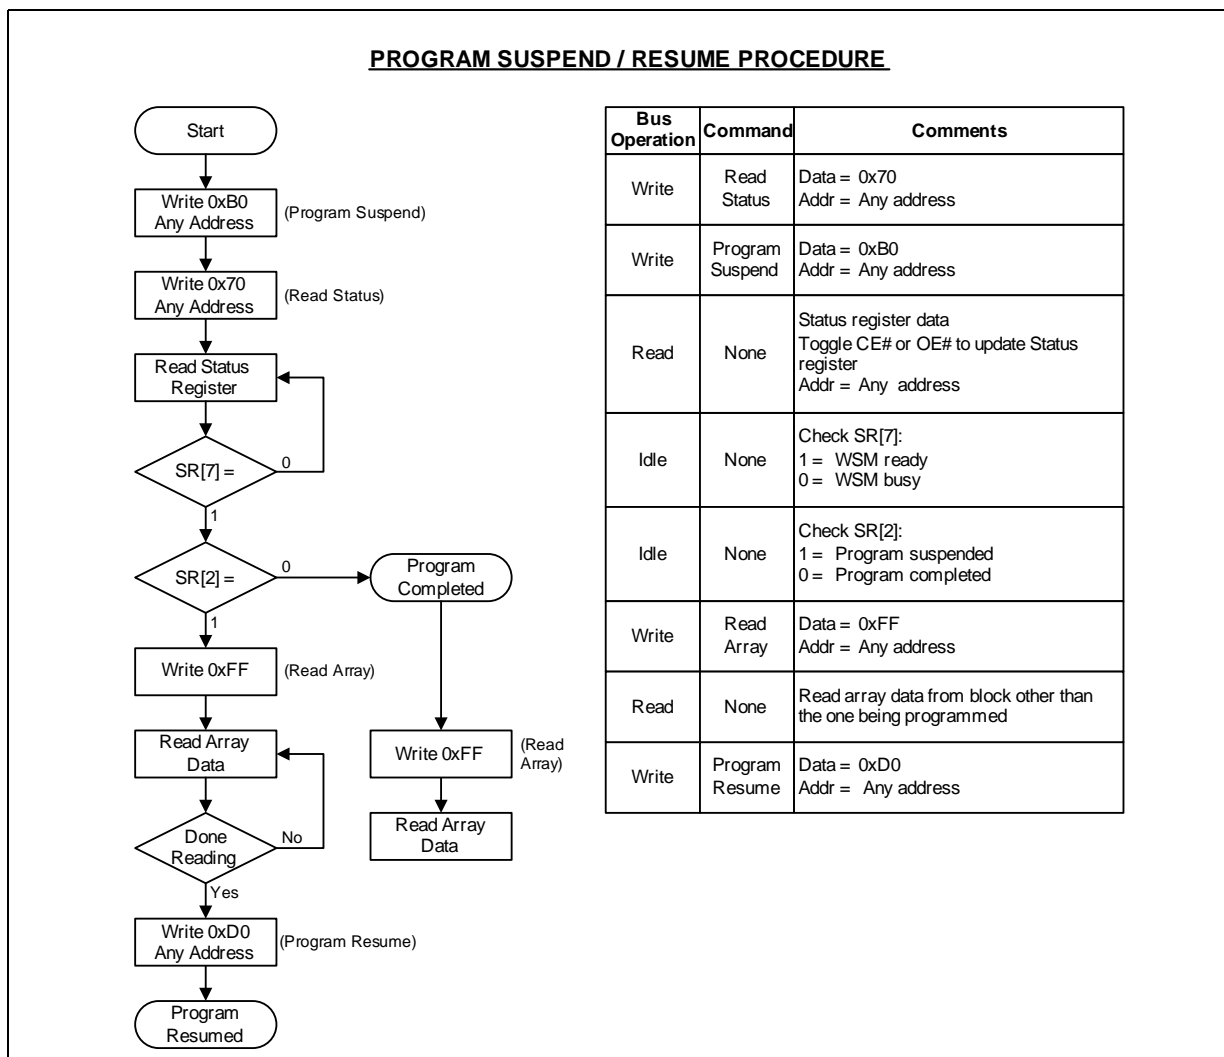 PROGRAM SUSPEND / RESUME PROCEDURE
Start
Write 0xB0
Any Address
(Program Suspend)
Write 0x70
Any Address
(Read Status)
Read Status
Register
SR[7] =
0
1
SR[2] =
0
1
Program
Completed
Write 0xFF
(Read Array)
Read Array
Data
Write 0xFF
(Read
Array)
Read Array
Data
Done
Reading
No
Yes
Write 0xD0
Any Address
(Program Resume)
Program
Resumed
Bus
Operation
Command
Comments
Write
Read
Status
Data = 0x70
Addr = Any address
Write
Program
Suspend
Data = 0xB0
Addr = Any address
Read
None
Status register data
Toggle CE# or OE# to update Status
register
Addr = Any address
Idle
None
Check SR[7]:
1 = WSM ready
0 = WSM busy
Idle
None
Check SR[2]:
1 = Program suspended
0 = Program completed
Write
Read
Array
Data = 0xFF
Addr = Any address
Read
None
Read array data from block other than
the one being programmed
Write
Program
Resume
Data = 0xD0
Addr = Any address